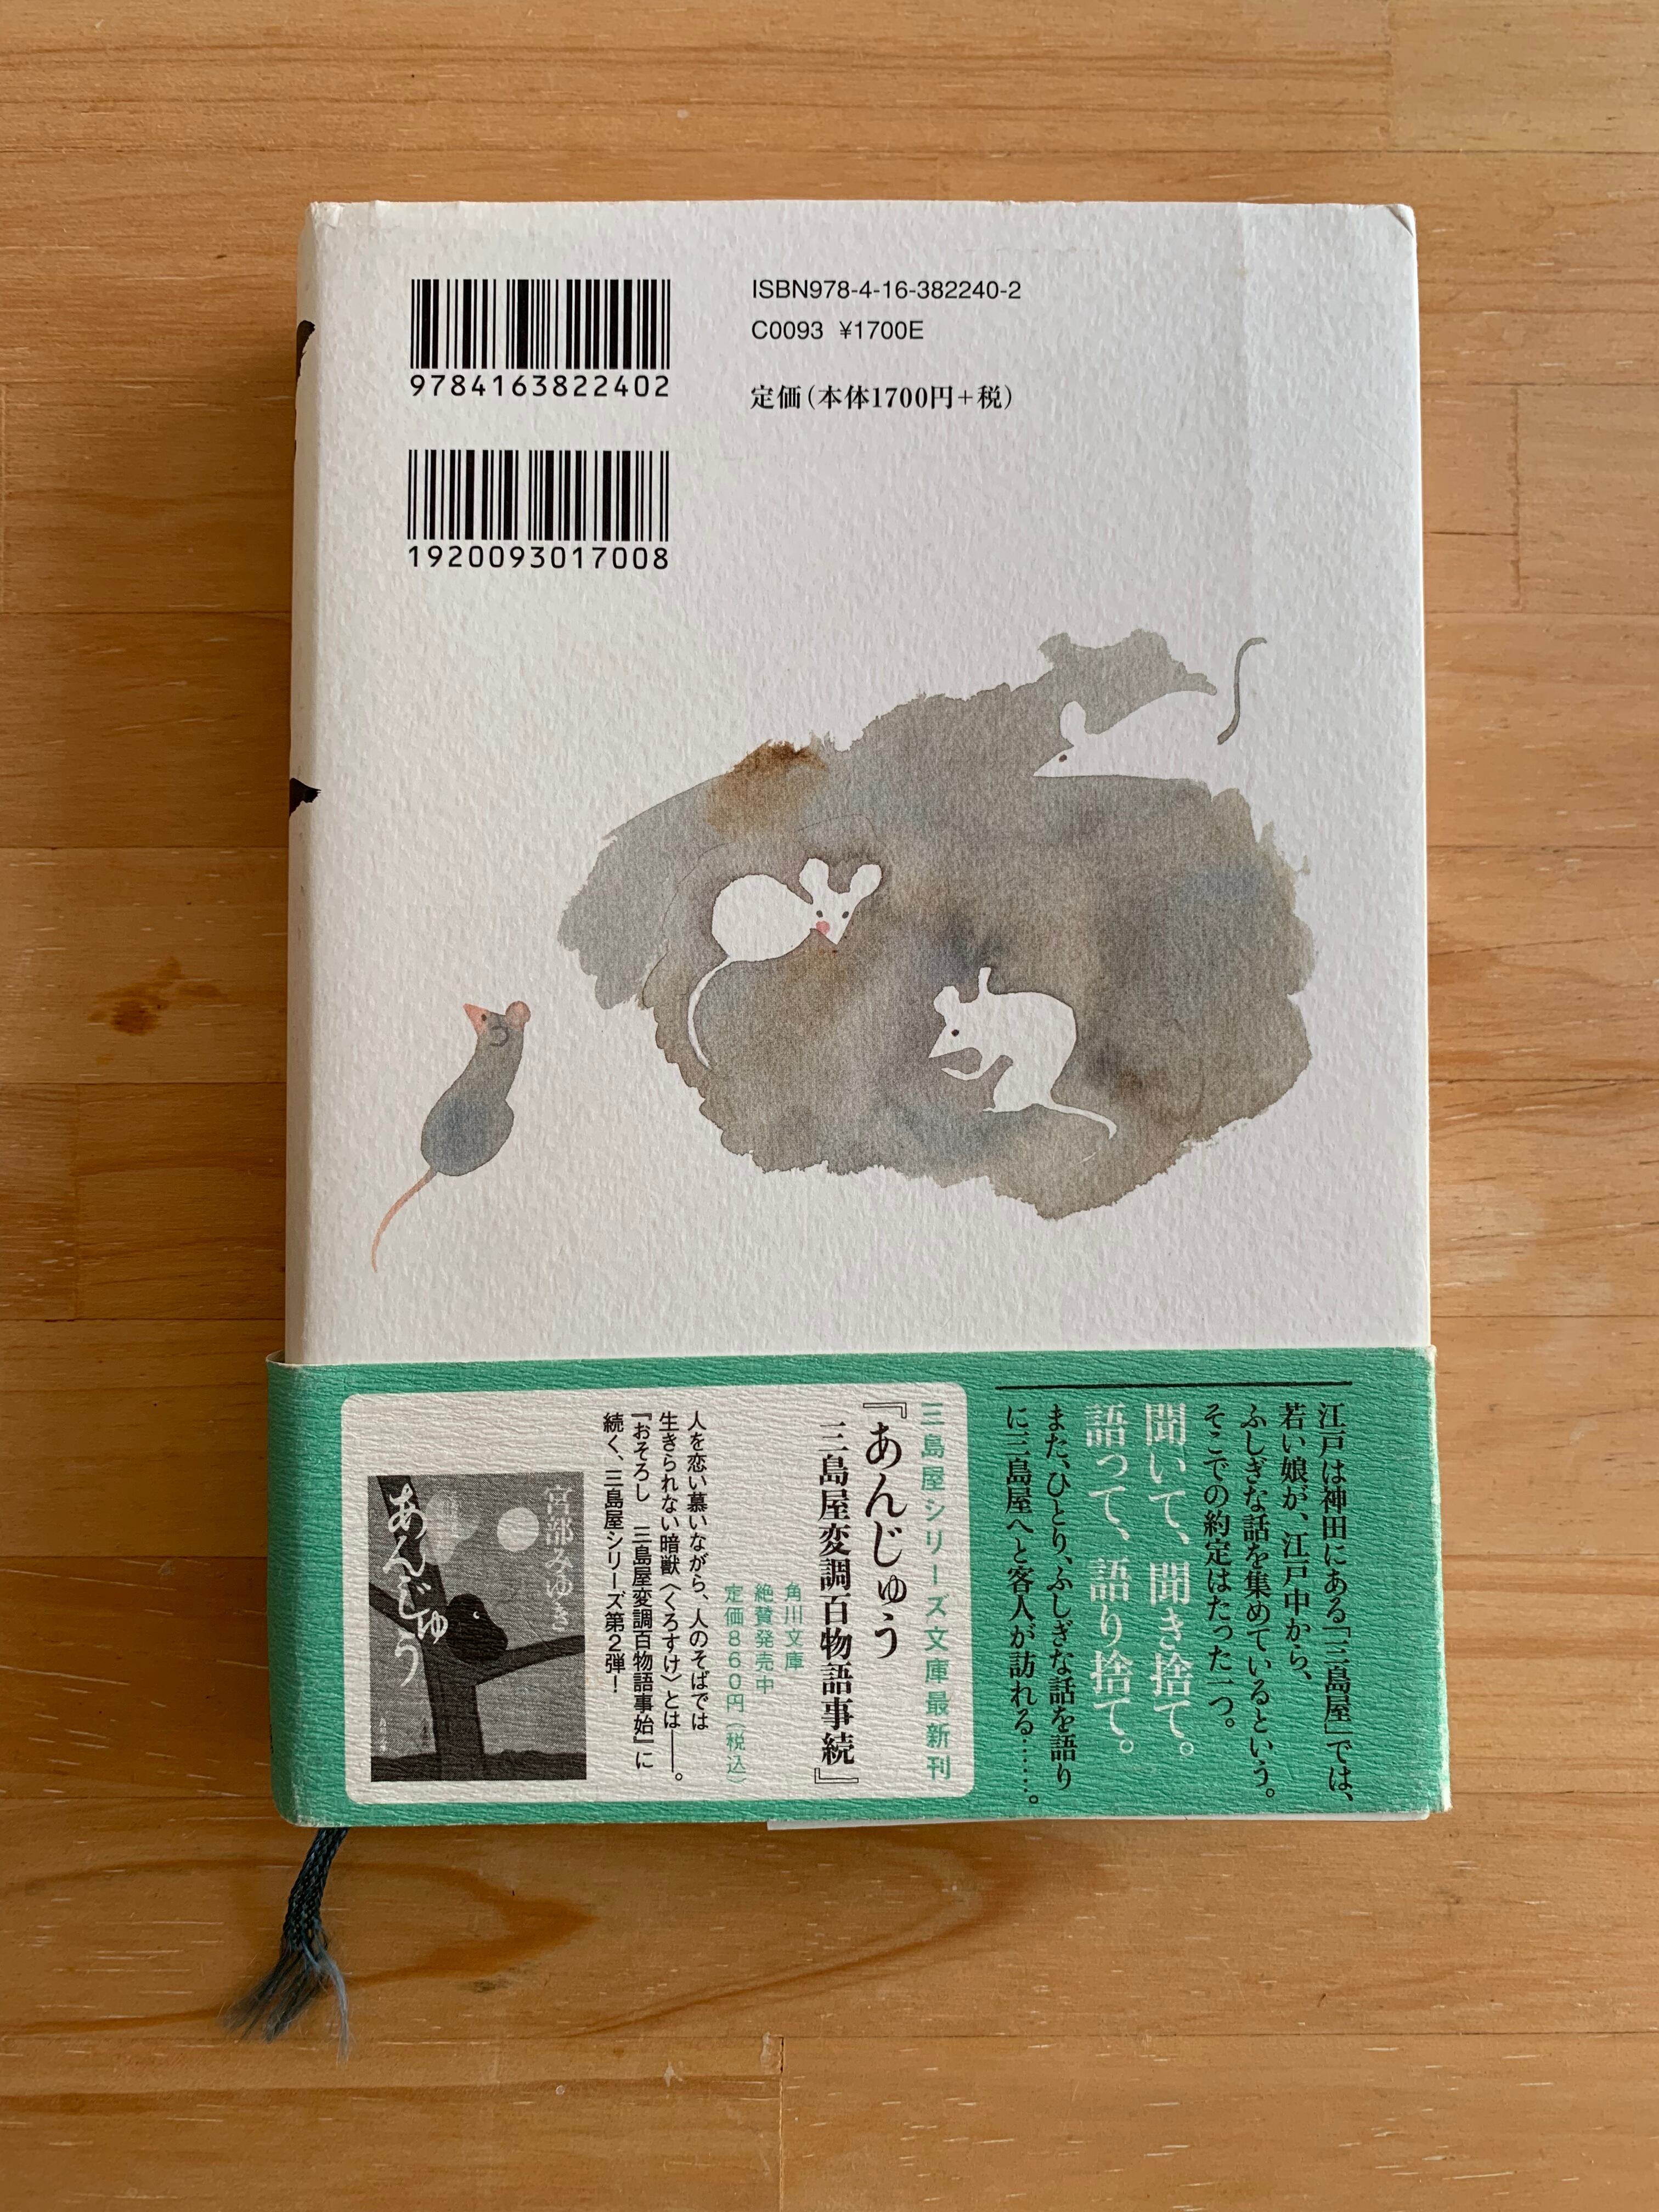 ISBN978-4-16-382240-2
C0093 ¥1700E
定価(本体1700円+税)
9784163822402
1920093017008
江戸は神田にある「三島屋」では、
若い娘が、江戸中から、
ふしぎな話を集めているという。
そこでの約定はたった一つ。
聞いて、聞き捨て。
語って、語り捨て。
また、ひとり、ふしぎな話を語り
に三島屋へと客人が訪れる……。
三島屋シリーズ文庫最新刊
『あんじゅう
三島屋変調百物語事続』
角川文庫
絶賛発売中
定価860円(税込)
人を恋い慕いながら、人のそばでは
生きられない暗獣〈くろすけ〉とは――。
『おそろし 三島屋変調百物語事始』に
続く、三島屋シリーズ第2弾!
宮部みゆき
あんじゅう